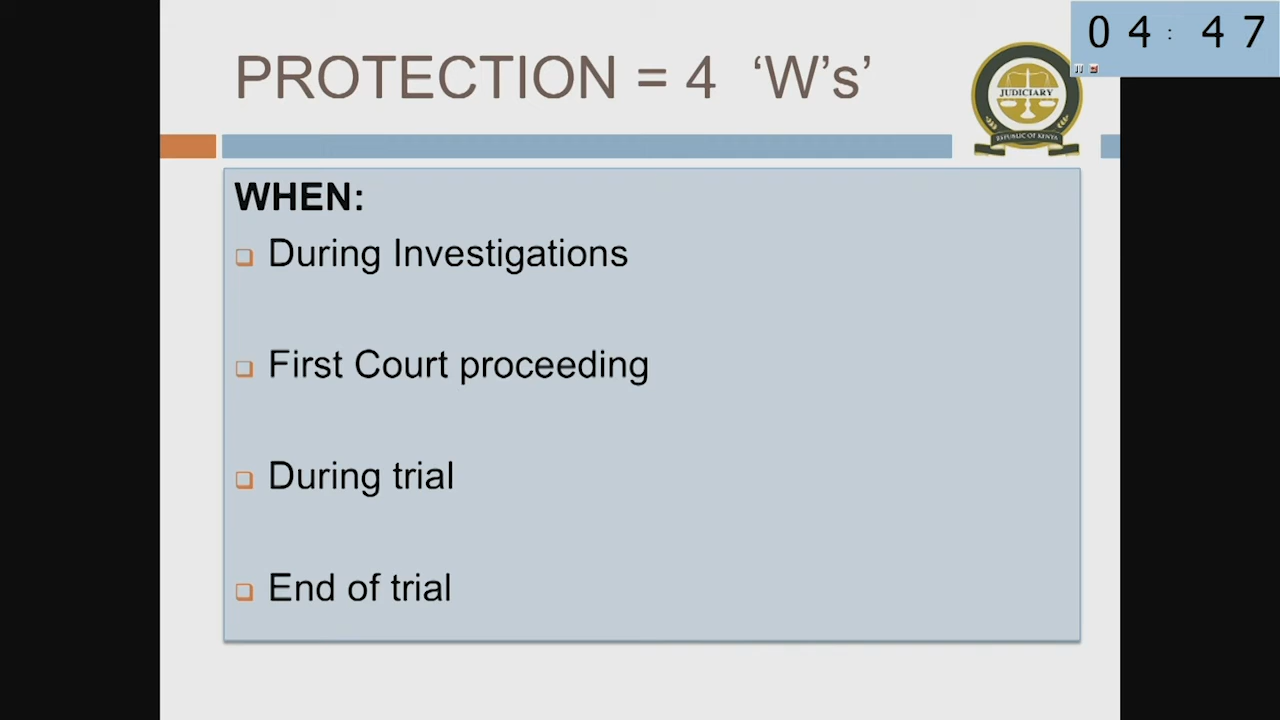 04:47
PROTECTION = 4 ‘W’s’
JUDICIARY
REPUBLIC OF KENYA
WHEN:
During Investigations
First Court proceeding
During trial
End of trial